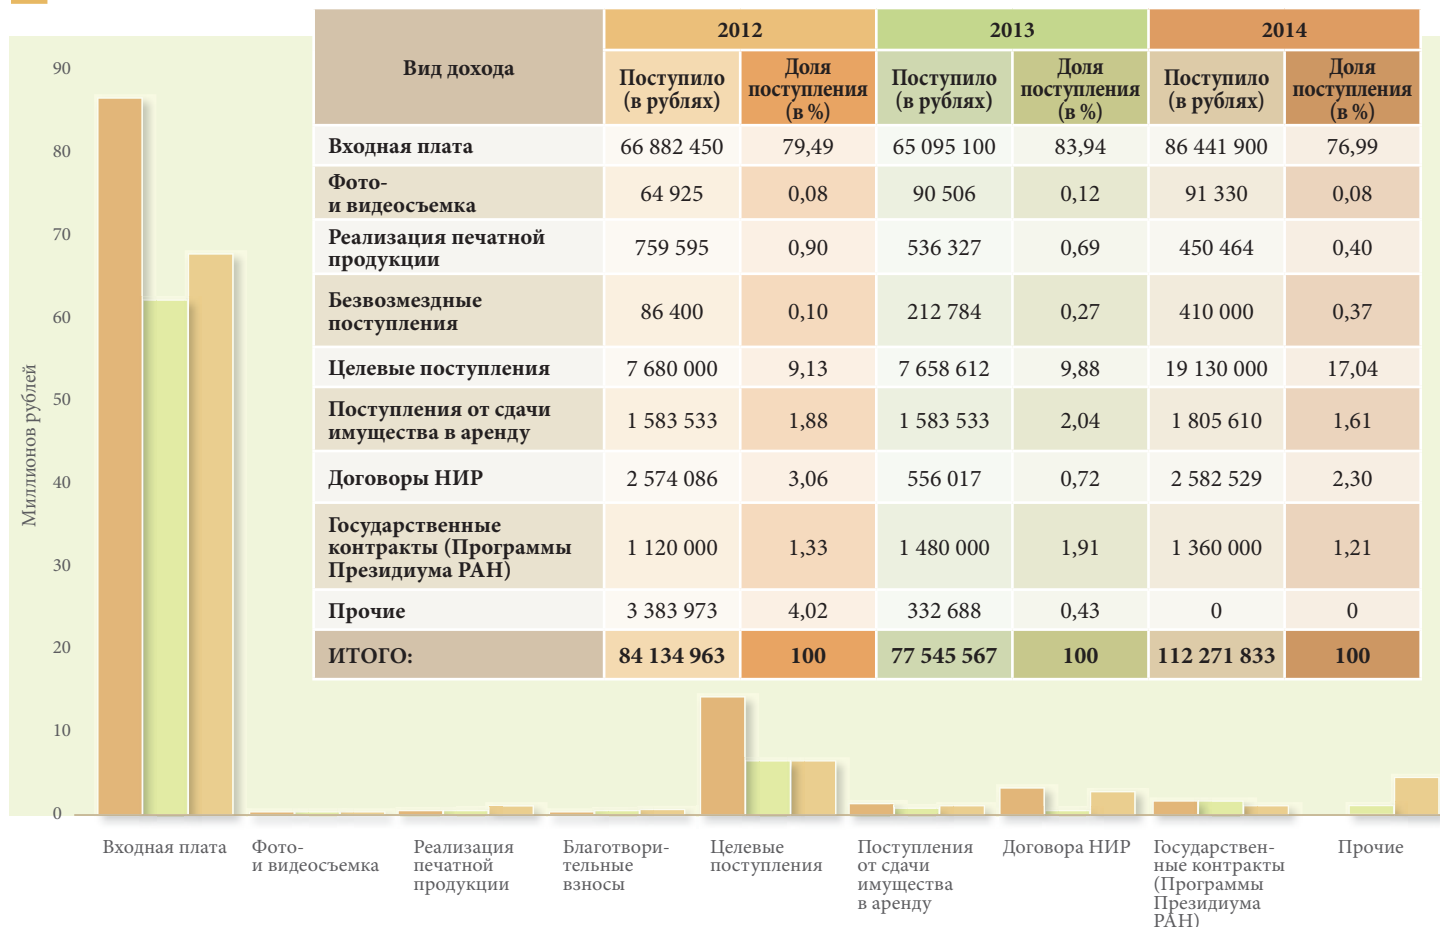 2012 2013 2014
Вид дохода
Поступило
(в рублях)
Доля
поступления
(в %)
Поступило
(в рублях)
Доля
поступления
(в %)
Поступило
(в рублях)
Доля
поступления
(в %)
Входная плата 66 882 450 79,49 65 095 100 83,94 86 441 900 76,99
Фото-
и видеосъемка 64 925 0,08 90 506 0,12 91 330 0,08
Реализация печатной
продукции 759 595 0,90 536 327 0,69 450 464 0,40
Безвозмездные
поступления 86 400 0,10 212 784 0,27 410 000 0,37
Целевые поступления 7 680 000 9,13 7 658 612 9,88 19 130 000 17,04
Поступления от сдачи
имущества в аренду 1 583 533 1,88 1 583 533 2,04 1 805 610 1,61
Договоры НИР 2 574 086 3,06 556 017 0,72 2 582 529 2,30
Государственные
контракты (Программы 1 120 000 1,33 1 480 000 1,91 1 360 000 1,21
Президиума РАН)
Прочие 3 383 973 4,02 332 688 0,43 0 0
ИТОГО: 84 134 963 100 77 545 567 100 112 271 833 100
Миллионов рублей
90
80
70
60
50
40
30
20
10
0
Входная плата
Фото-
и видеосъемка
Реализация
печатной
продукции
Благотвори-
тельные
взносы
Целевые
поступления
Поступления
от сдачи
имущества
в аренду
Договора НИР
Государствен-
ные контракты
(Программы
Президиума
РАН)
Прочие